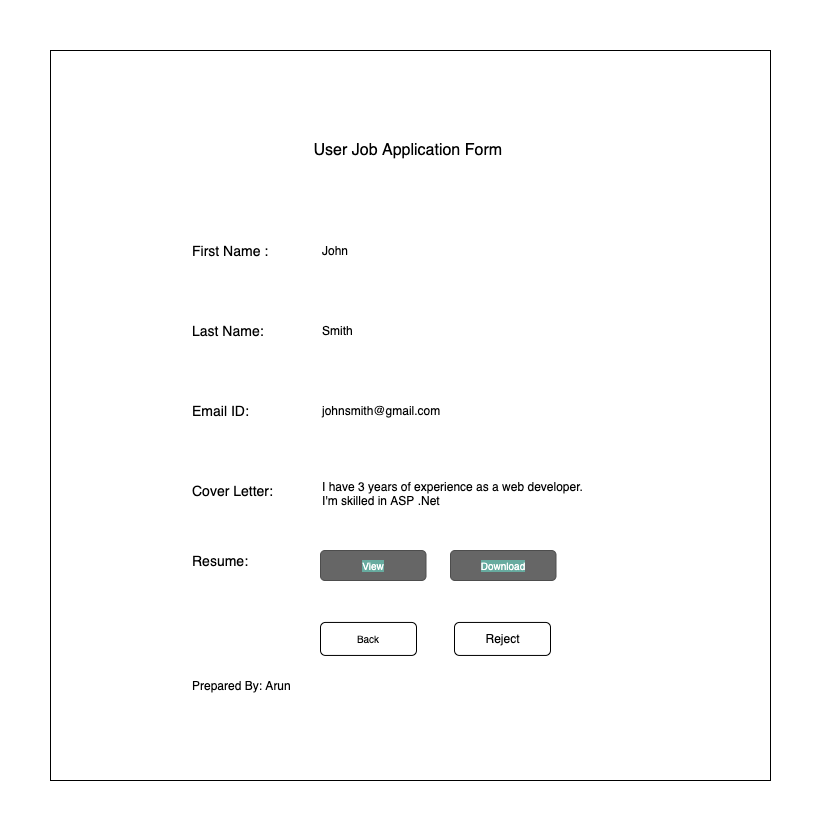 User Job Application Form
First Name : John
Last Name: Smith
Email ID: johnsmith@gmail.com
Cover Letter: I have 3 years of experience as a web developer.
I'm skilled in ASP .Net
Resume: View Download
Back Reject
Prepared By: Arun